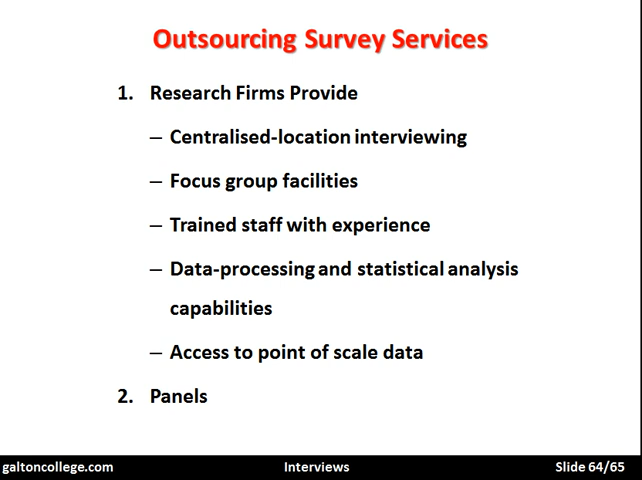 Outsourcing Survey Services
1. Research Firms Provide
– Centralised-location interviewing
– Focus group facilities
– Trained staff with experience
– Data-processing and statistical analysis
capabilities
– Access to point of scale data
2. Panels
galtoncollege.com Interviews Slide 64/65